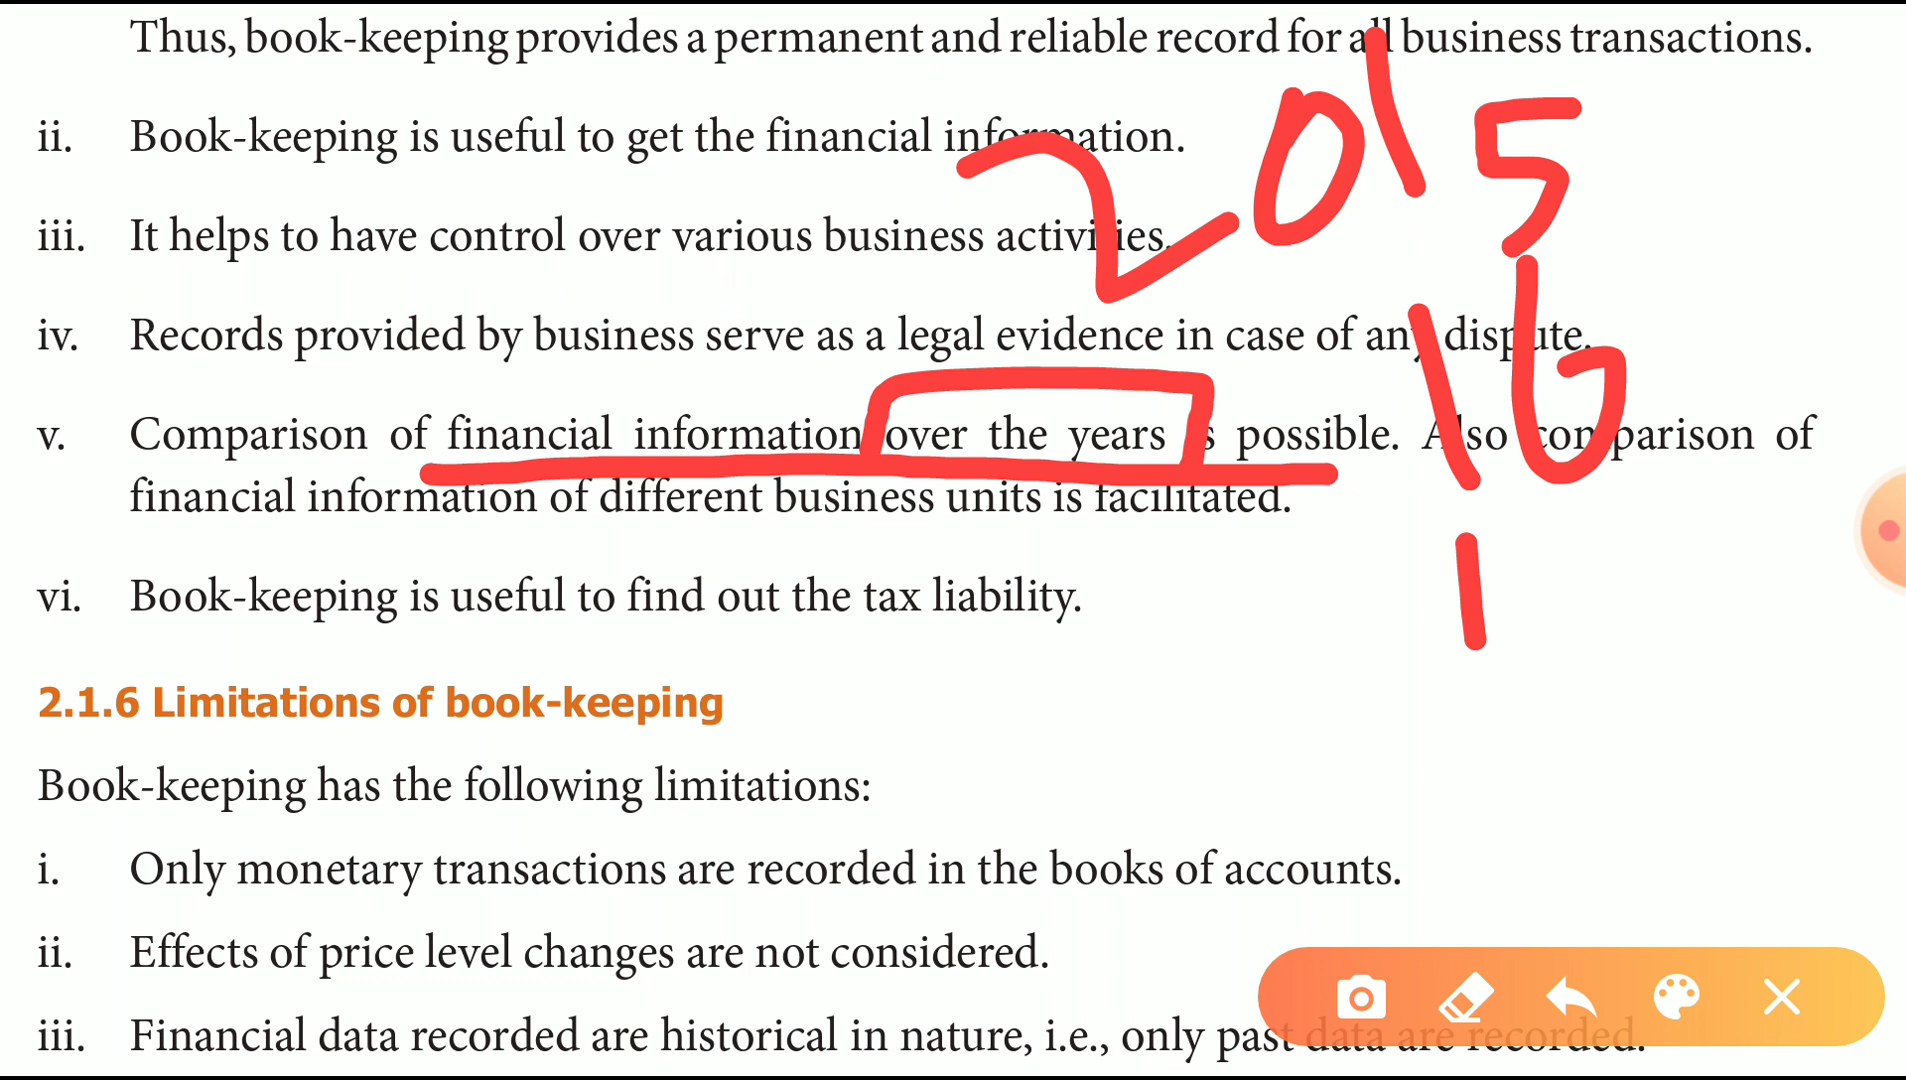 Thus, book-keeping provides a permanent and reliable record for all business transactions.
ii. Book-keeping is useful to get the financial information.
2015
iii. It helps to have control over various business activities.
iv. Records provided by business serve as a legal evidence in case of any dispute.
16
v. Comparison of financial information over the years is possible. Also comparison of
financial information of different business units is facilitated.
1
vi. Book-keeping is useful to find out the tax liability.
2.1.6 Limitations of book-keeping
Book-keeping has the following limitations:
i. Only monetary transactions are recorded in the books of accounts.
ii. Effects of price level changes are not considered.
iii. Financial data recorded are historical in nature, i.e., only past data are recorded.